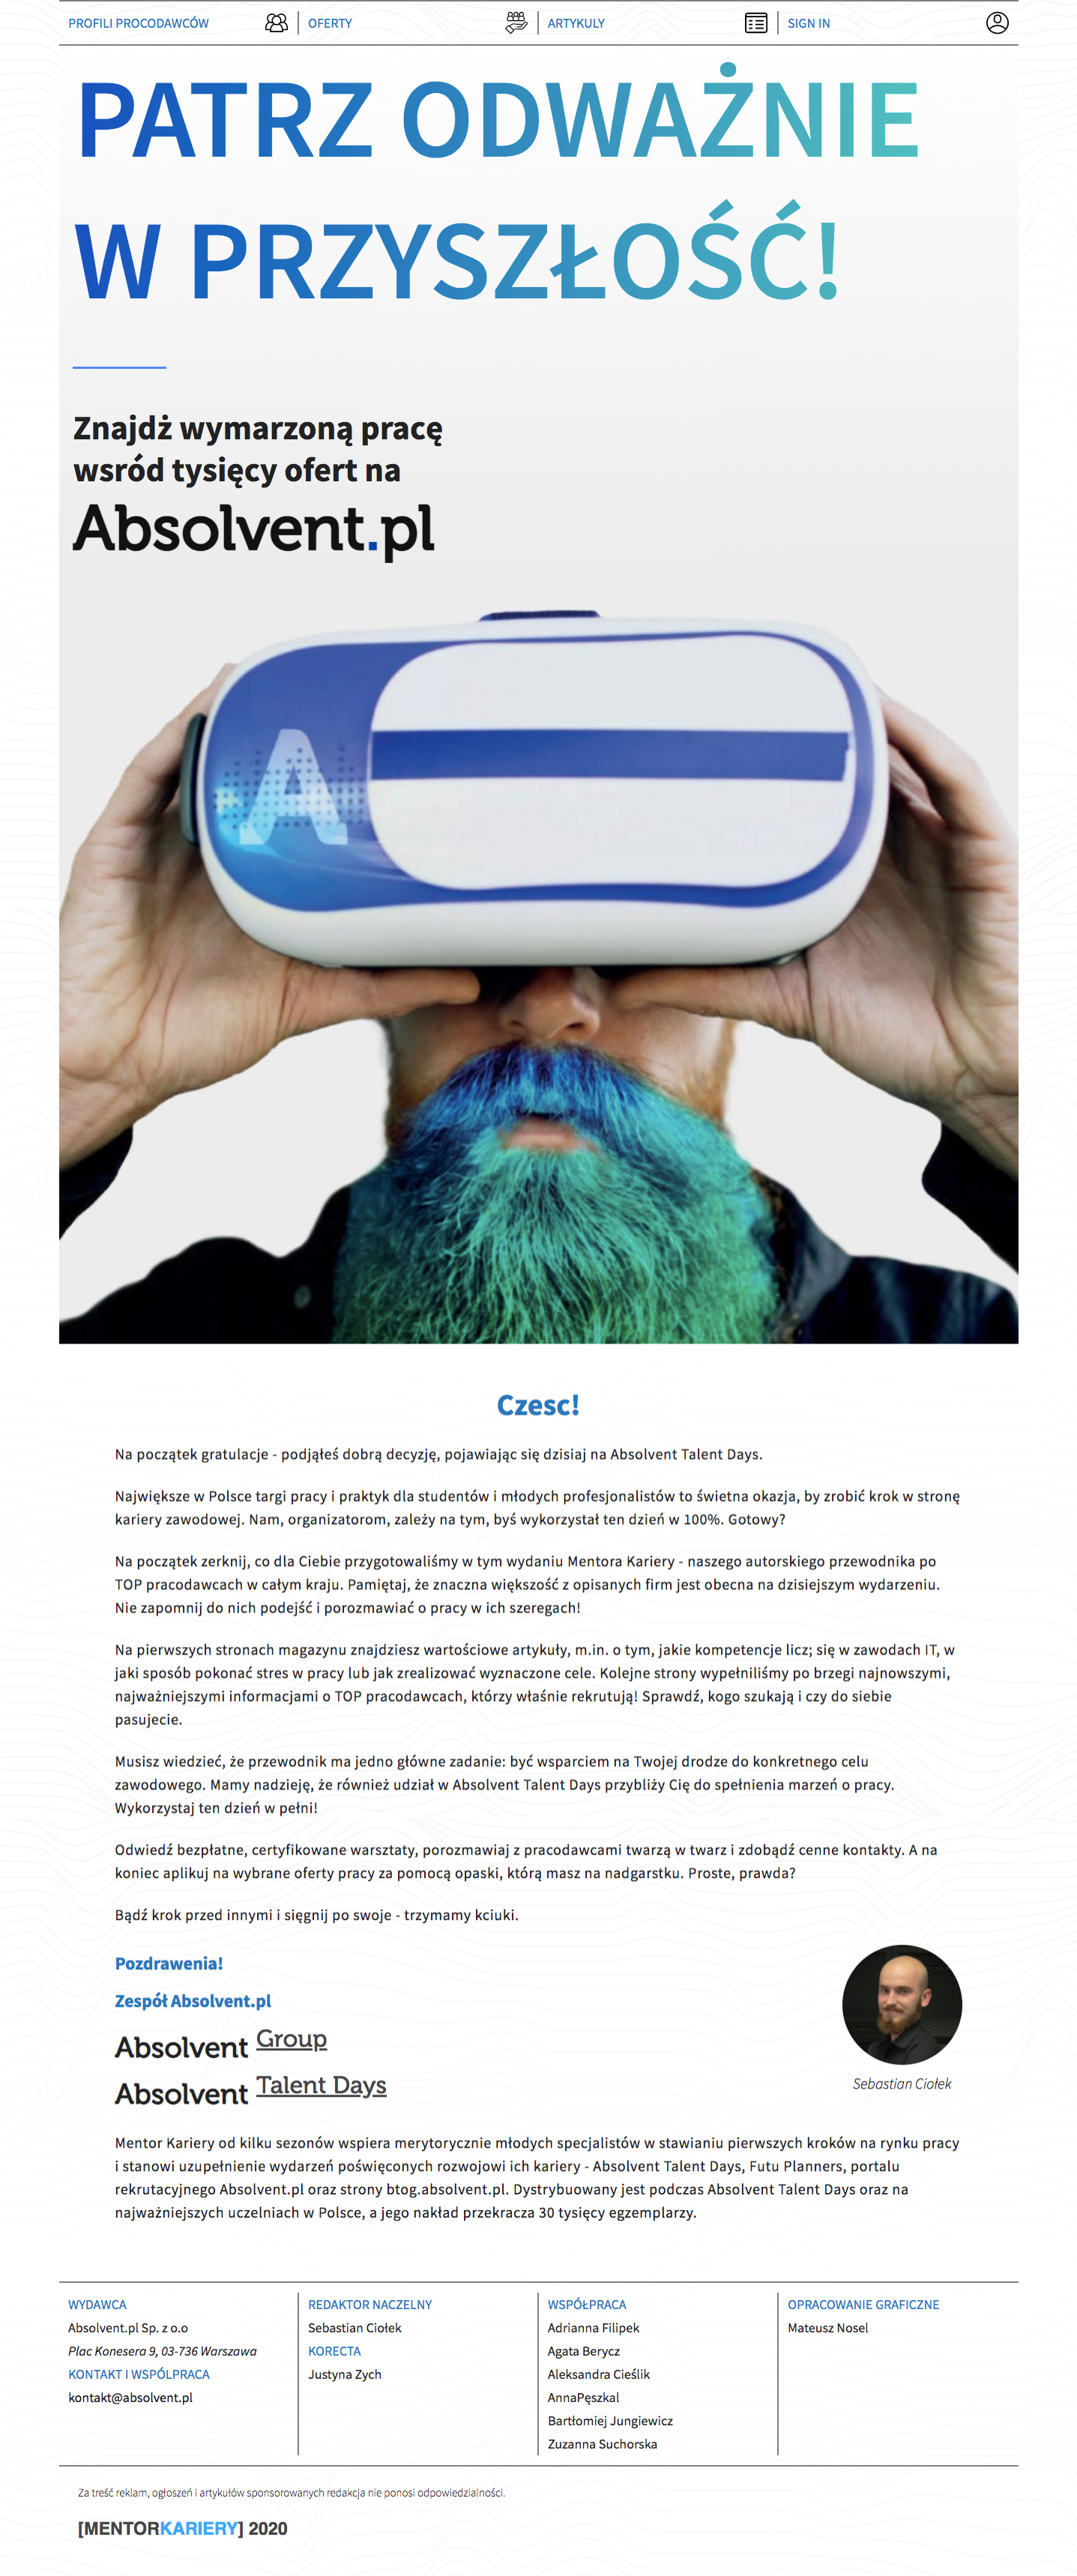 PROFILI PROCODAWCÓW
OFERTY
ARTYKULY
SIGN IN
PATRZ ODWAŻNIE
W PRZYSZŁOŚĆ!
Znajdż wymarzoną pracę
wsród tysięcy ofert na
Absolvent.pl
A
Czesc!
Na początek gratulacje - podjąłeś dobrą decyzję, pojawiając się dzisiaj na Absolvent Talent Days.
Największe w Polsce targi pracy i praktyk dla studentów i młodych profesjonalistów to świetna okazja, by zrobić krok w stronę
kariery zawodowej. Nam, organizatorom, zależy na tym, byś wykorzystał ten dzień w 100%. Gotowy?
Na początek zerknij, co dla Ciebie przygotowaliśmy w tym wydaniu Mentora Kariery - naszego autorskiego przewodnika po
TOP pracodawcach w całym kraju. Pamiętaj, że znaczna większość z opisanych firm jest obecna na dzisiejszym wydarzeniu.
Nie zapomnij do nich podejść i porozmawiać o pracy w ich szeregach!
Na pierwszych stronach magazynu znajdziesz wartościowe artykuły, m.in. o tym, jakie kompetencje licz; się w zawodach IT, w
jaki sposób pokonać stres w pracy lub jak zrealizować wyznaczone cele. Kolejne strony wypełniliśmy po brzegi najnowszymi,
najważniejszymi informacjami o TOP pracodawcach, którzy właśnie rekrutują! Sprawdź, kogo szukają i czy do siebie
pasujecie.
Musisz wiedzieć, że przewodnik ma jedno główne zadanie: być wsparciem na Twojej drodze do konkretnego celu
zawodowego. Mamy nadzieję, że również udział w Absolvent Talent Days przybliży Cię do spełnienia marzeń o pracy.
Wykorzystaj ten dzień w pełni!
Odwiedź bezpłatne, certyfikowane warsztaty, porozmawiaj z pracodawcami twarzą w twarz i zdobądź cenne kontakty. A na
koniec aplikuj na wybrane oferty pracy za pomocą opaski, którą masz na nadgarstku. Proste, prawda?
Bądź krok przed innymi i sięgnij po swoje - trzymamy kciuki.
Pozdrawenia!
Zespół Absolvent.pl
Absolvent Group
Absolvent Talent Days
Sebastian Ciołek
Mentor Kariery od kilku sezonów wspiera merytorycznie młodych specjalistów w stawianiu pierwszych kroków na rynku pracy
i stanowi uzupełnienie wydarzeń poświęconych rozwojowi ich kariery - Absolvent Talent Days, Futu Planners, portalu
rekrutacyjnego Absolvent.pl oraz strony btog.absolvent.pl. Dystrybuowany jest podczas Absolvent Talent Days oraz na
najważniejszych uczelniach w Polsce, a jego nakład przekracza 30 tysięcy egzemplarzy.
WYDAWCA
Absolvent.pl Sp. z o.o
Plac Konesera 9, 03-736 Warszawa
KONTAKT I WSPÓLPRACA
kontakt@absolvent.pl
REDAKTOR NACZELNY
Sebastian Ciołek
KORECTA
Justyna Zych
WSPÓŁPRACA
Adrianna Filipek
Agata Berycz
Aleksandra Cieślik
AnnaPęszkal
Bartłomiej Jungiewicz
Zuzanna Suchorska
OPRACOWANIE GRAFICZNE
Mateusz Nosel
Za treść reklam, ogłoszeń i artykułów sponsorowanych redakcja nie ponosi odpowiedzialności.
[MENTORKARIERY] 2020